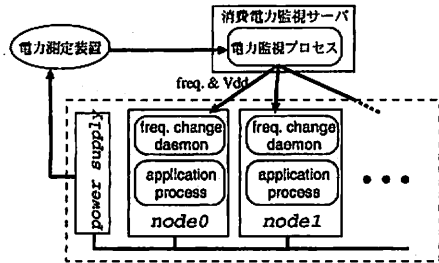 消費電力監視サーバ
電力測定装置
電力監視プロセス
freq. & Vdd
power supply
freq. change
daemon
application
process
node0
freq. change
daemon
application
process
node1